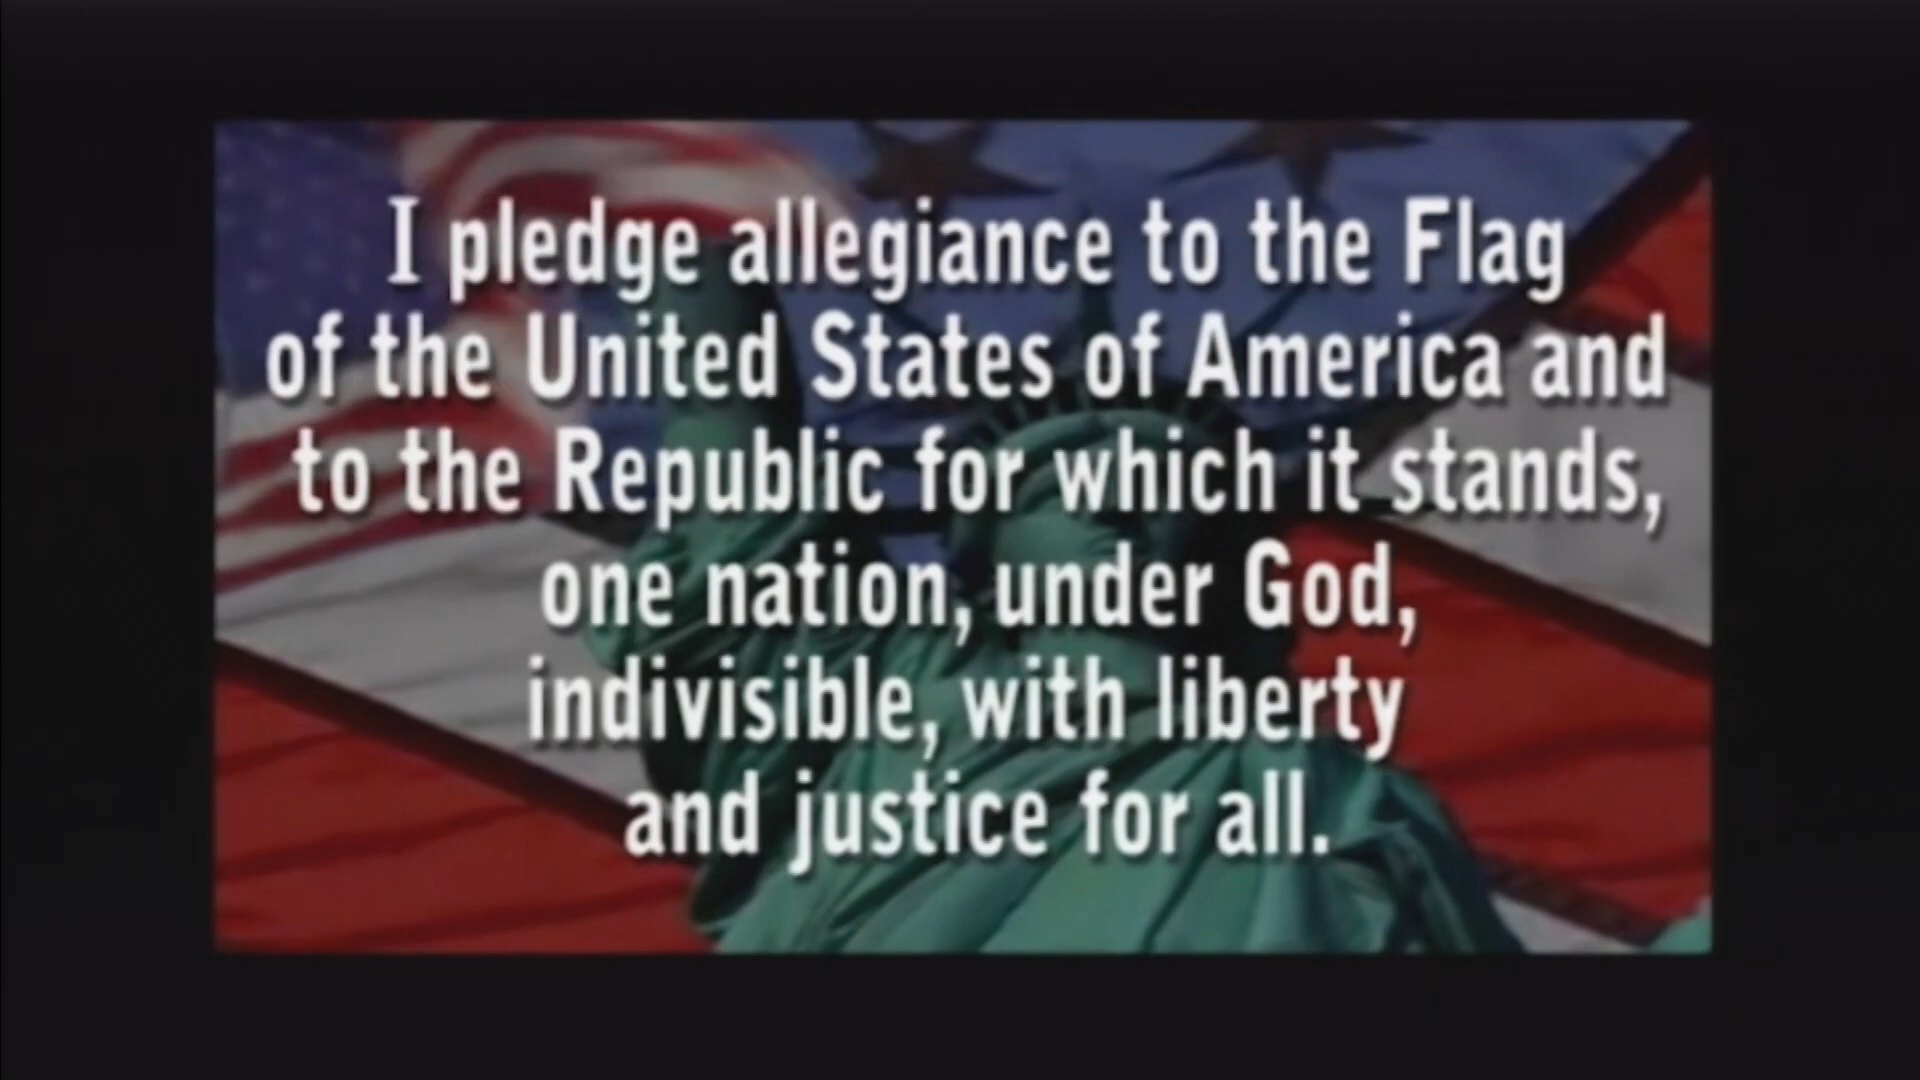 I pledge allegiance to the Flag
of the United States of America and
to the Republic for which it stands,
one nation, under God,
indivisible, with liberty
and justice for all.